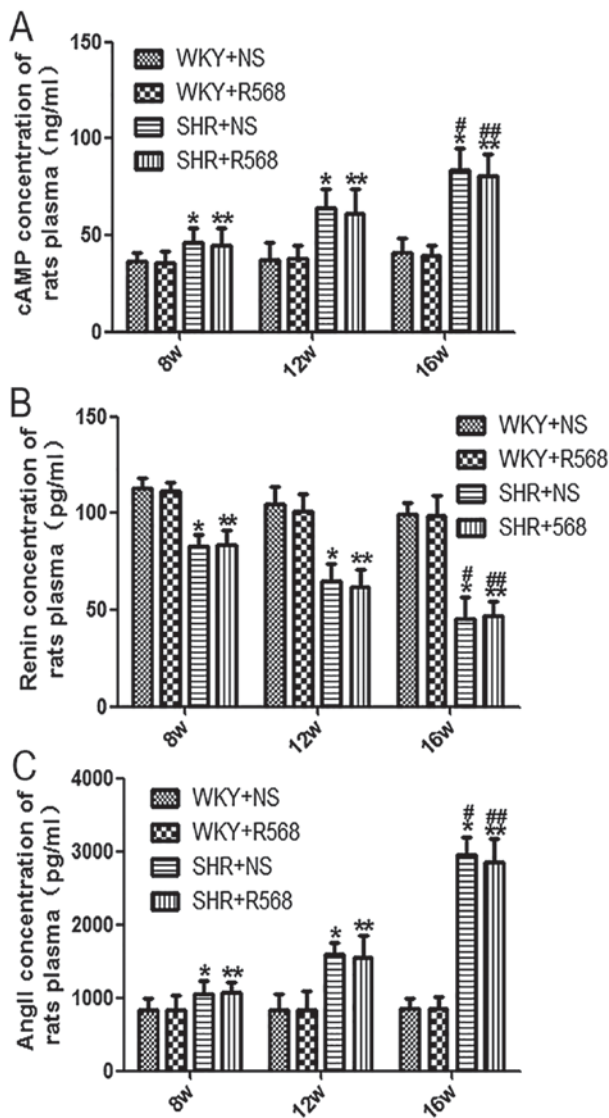 A
cAMP concentration of
rats plasma (ng/ml)
150
100
50
0
WKY+NS
WKY+R568
SHR+NS
SHR+R568
* **
* **
# ##
* **
8w
12w
16w
B
Renin concentration of
rats plasma (pg/ml)
150
100
50
0
WKY+NS
WKY+R568
SHR+NS
SHR+568
* **
* **
# ##
* **
8w
12w
16w
C
AngII concentration of
rats plasma (pg/ml)
4000
3000
2000
1000
0
WKY+NS
WKY+R568
SHR+NS
SHR+R568
* **
* **
# ##
* **
8w
12w
16w